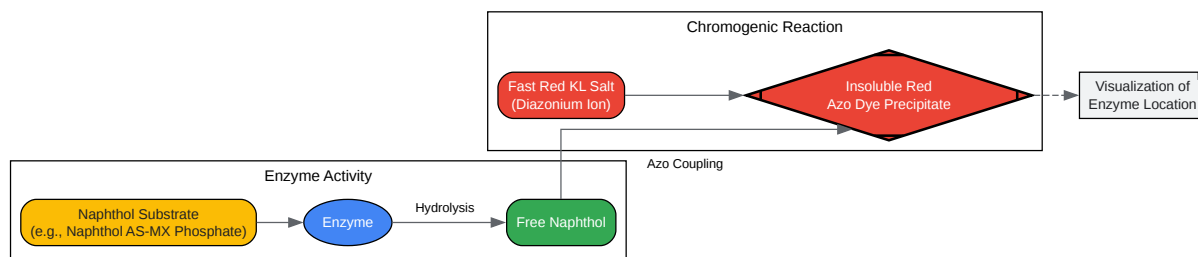 Chromogenic Reaction
Fast Red KL Salt
(Diazonium Ion)
Insoluble Red
Azo Dye Precipitate
Visualization of
Enzyme Location
Azo Coupling
Enzyme Activity
Naphthol Substrate
(e.g., Naphthol AS-MX Phosphate)
Enzyme
Hydrolysis
Free Naphthol